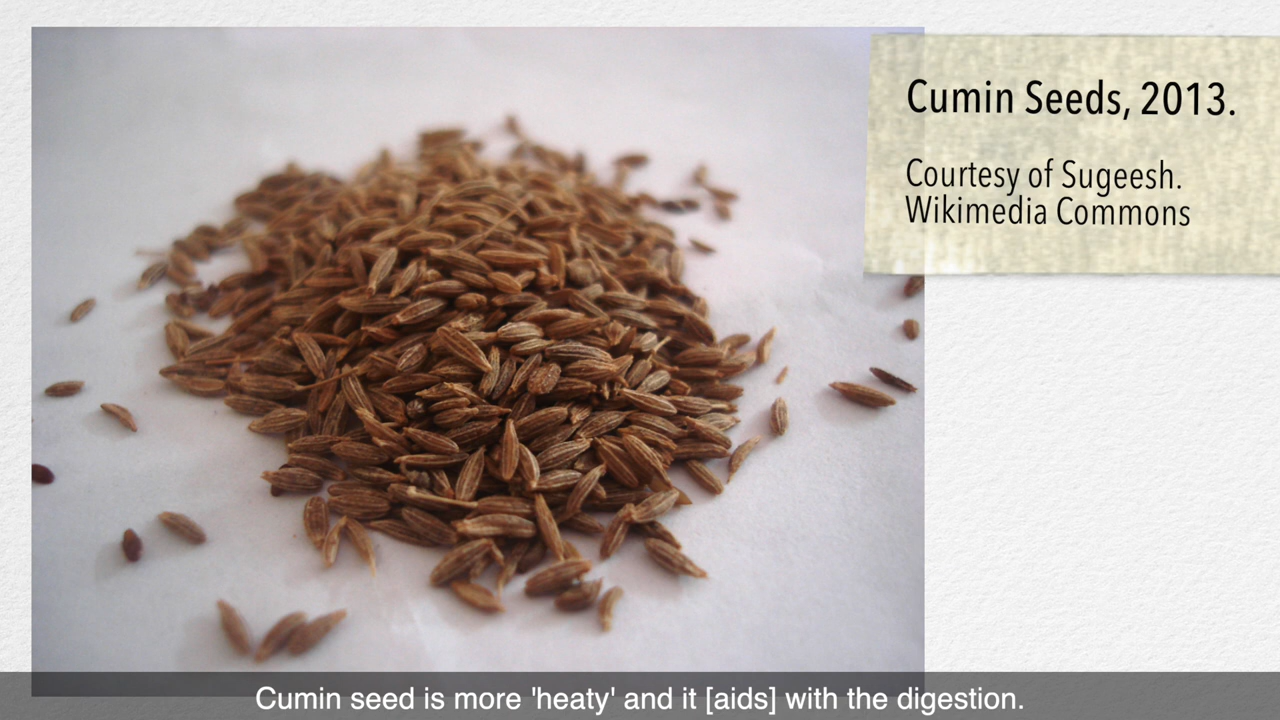 Cumin Seeds, 2013.
Courtesy of Sugeesh.
Wikimedia Commons
Cumin seed is more 'heaty' and it [aids] with the digestion.